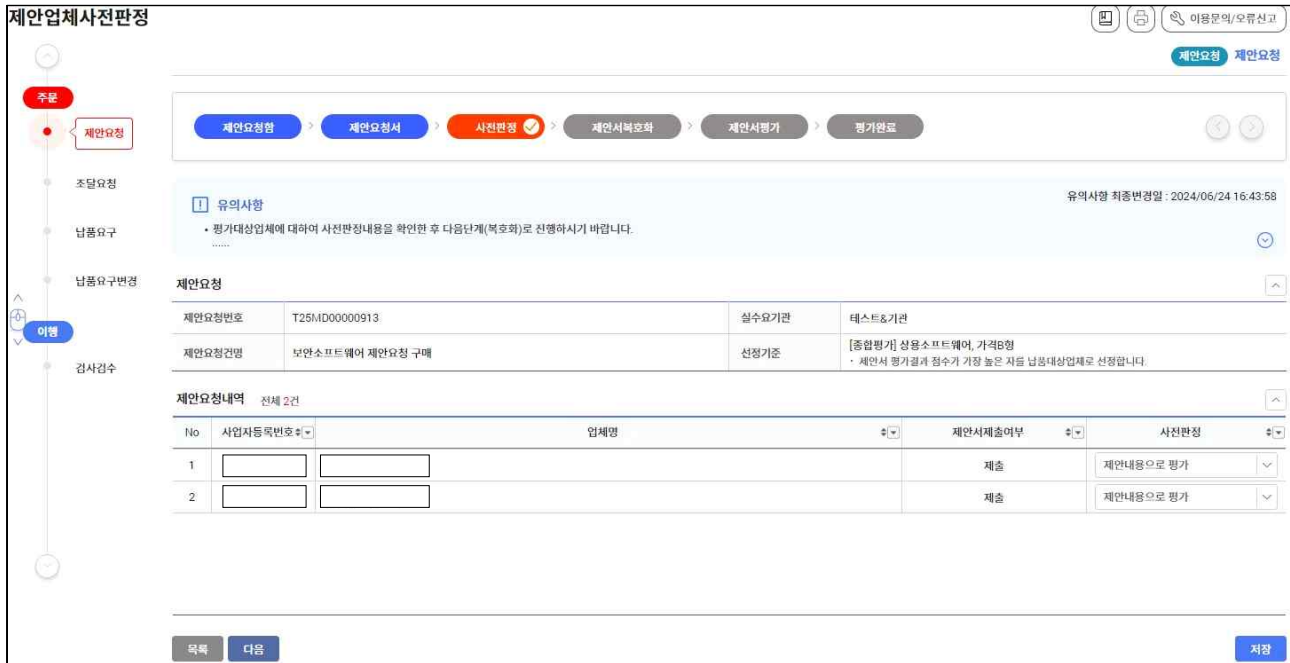 제안업체사전판정
이용문의/오류신고
제안요청 제안요청
주문
제안요청
조달요청
납품요구
납품요구변경
이행
검사검수
제안요청함 제안요청서 사전판정 제안서복호화 제안서평가 평가완료
유의사항
유의사항 최종변경일 : 2024/06/24 16:43:58
• 평가대상업체에 대하여 사전판정내용을 확인한 후 다음단계(복호화)로 진행하시기 바랍니다.
......
제안요청
제안요청번호 T25MD00000913 실수요기관 테스트&기관
제안요청건명 보안소프트웨어 제안요청 구매 선정기준 [종합평가] 상용소프트웨어, 가격B형
· 제안서 평가결과 점수가 가장 높은 자를 납품대상업체로 선정합니다.
제안요청내역 전체 2건
No 사업자등록번호 업체명 제안서제출여부 사전판정
1 제출 제안내용으로 평가
2 제출 제안내용으로 평가
목록 다음 저장